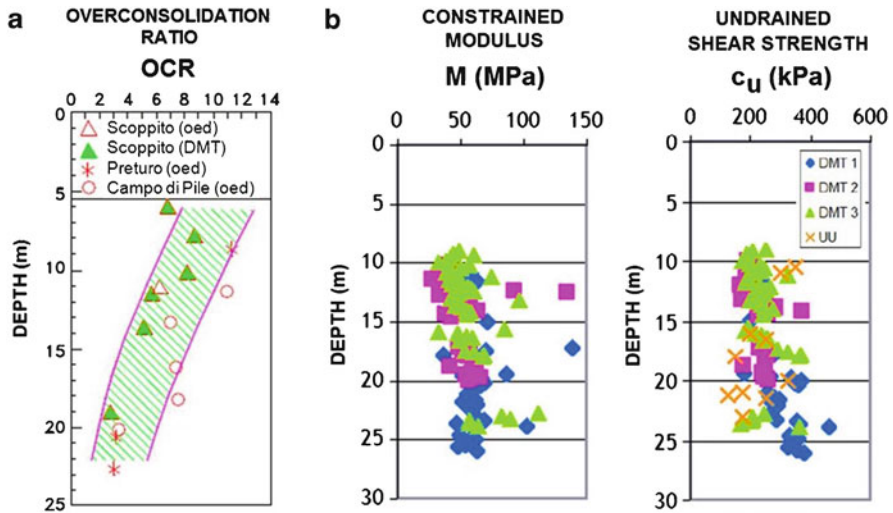 a
OVERCONSOLIDATION
RATIO
OCR
0 2 4 6 8 10 12 14
0
5
10
15
20
25
DEPTH (m)
Scoppito (oed)
Scoppito (DMT)
Preturo (oed)
Campo di Pile (oed)
b
CONSTRAINED
MODULUS
M (MPa)
0 50 100 150
0
5
10
15
20
25
30
DEPTH (m)
UNDRAINED
SHEAR STRENGTH
cu (kPa)
0 200 400 600
0
5
10
15
20
25
30
DEPTH (m)
DMT 1
DMT 2
DMT 3
UU